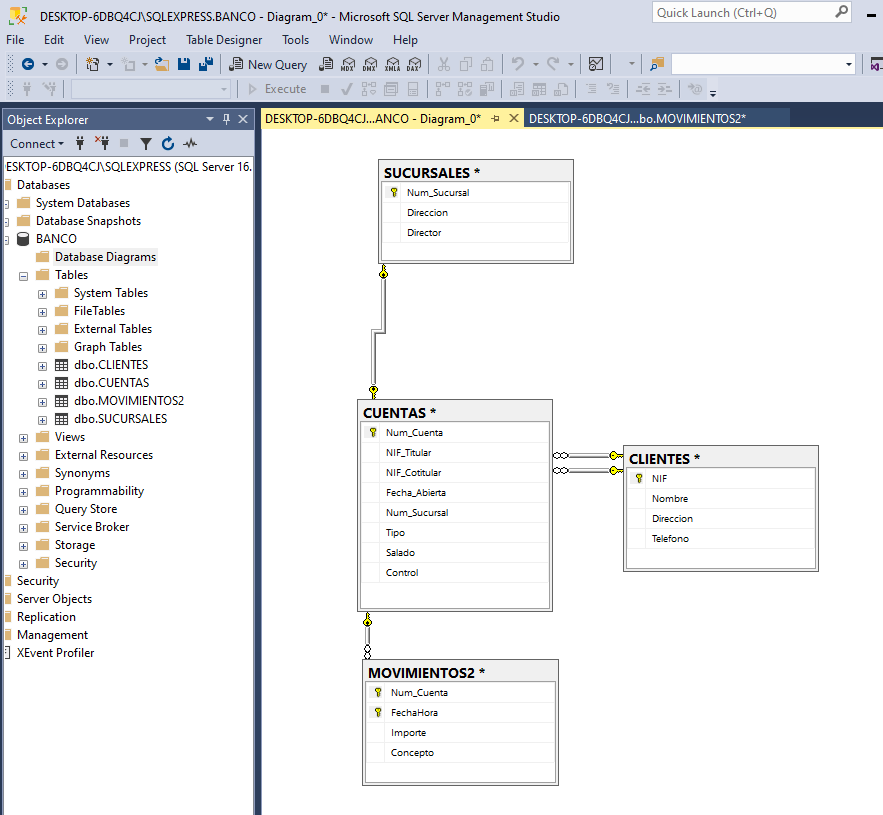 DESKTOP-6DBQ4CJ\SQLEXPRESS.BANCO - Diagram_0* - Microsoft SQL Server Management Studio
Quick Launch (Ctrl+Q)
File Edit View Project Table Designer Tools Window Help
New Query MDX DMX XMLA DAX
Execute
Object Explorer
DESKTOP-6DBQ4CJ...ANCO - Diagram_0*
DESKTOP-6DBQ4CJ...bo.MOVIMIENTOS2*
Connect
ESKTOP-6DBQ4CJ\SQLEXPRESS (SQL Server 16.
Databases
System Databases
Database Snapshots
BANCO
Database Diagrams
Tables
System Tables
FileTables
External Tables
Graph Tables
dbo.CLIENTES
dbo.CUENTAS
dbo.MOVIMIENTOS2
dbo.SUCURSALES
Views
External Resources
Synonyms
Programmability
Query Store
Service Broker
Storage
Security
Security
Server Objects
Replication
Management
XEvent Profiler
SUCURSALES *
Num_Sucursal
Direccion
Director
CUENTAS *
Num_Cuenta
NIF_Titular
NIF_Cotitular
Fecha_Abierta
Num_Sucursal
Tipo
Salado
Control
CLIENTES *
NIF
Nombre
Direccion
Telefono
MOVIMIENTOS2 *
Num_Cuenta
FechaHora
Importe
Concepto